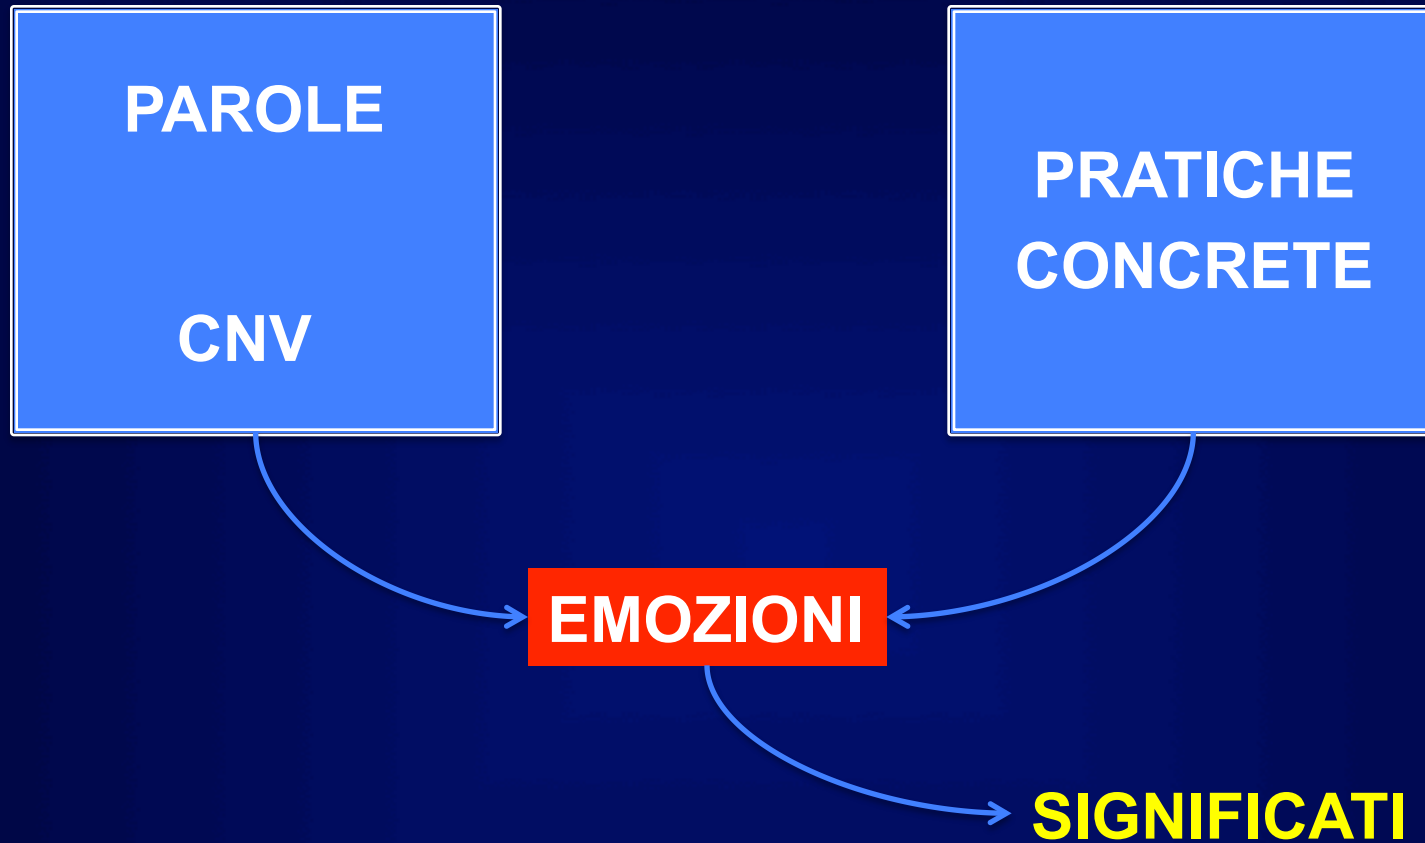 PAROLE
CNV
PRATICHE
CONCRETE
EMOZIONI
SIGNIFICATI